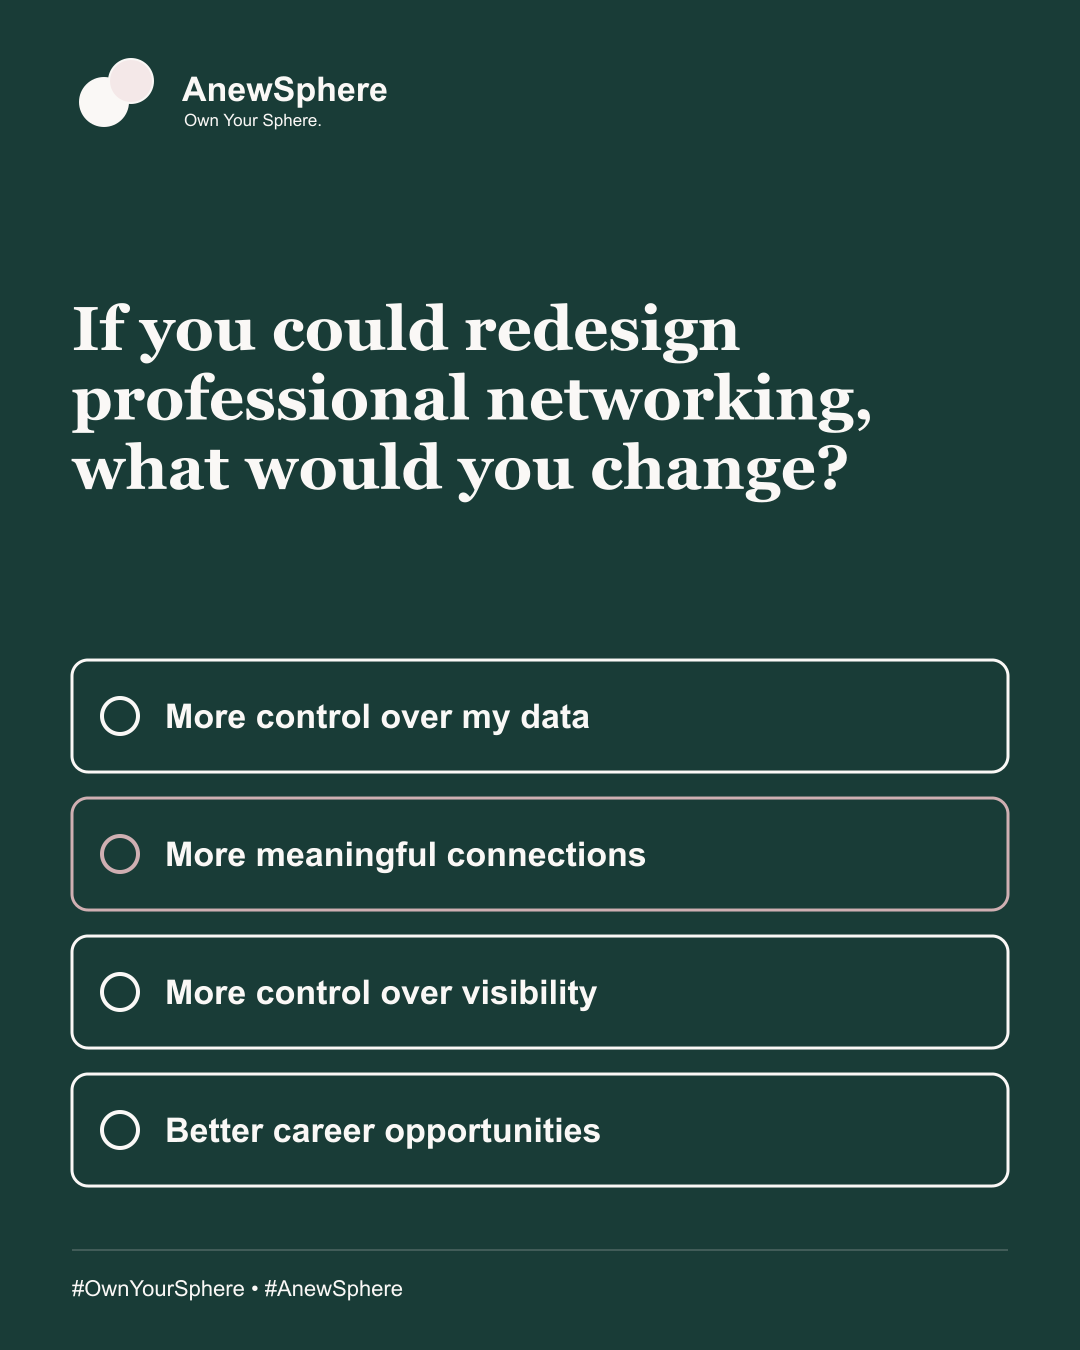 AnewSphere
Own Your Sphere.
If you could redesign
professional networking,
what would you change?
More control over my data
More meaningful connections
More control over visibility
Better career opportunities
#OwnYourSphere • #AnewSphere